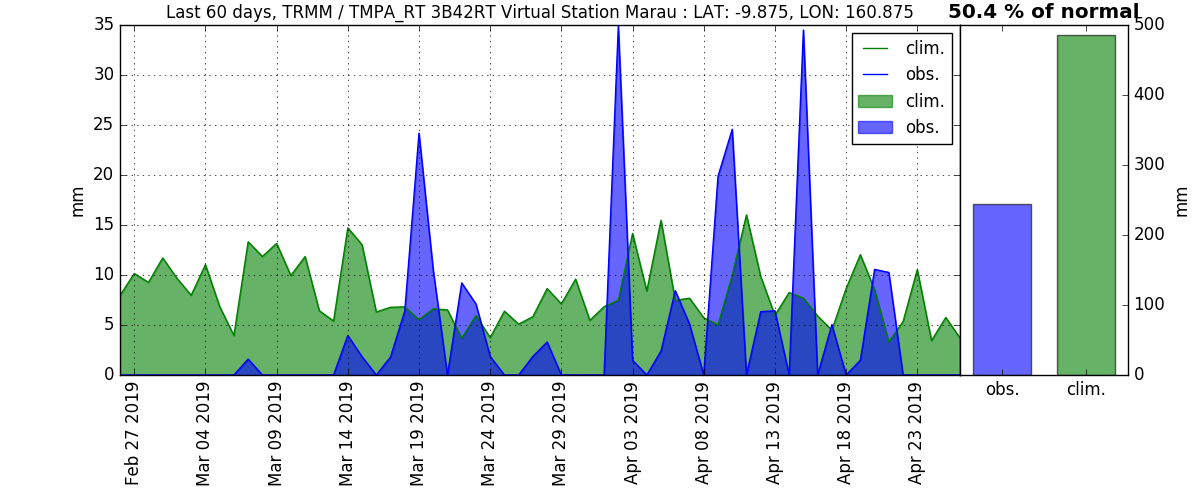 Last 60 days, TRMM / TMPA_RT 3B42RT Virtual Station Marau : LAT: -9.875, LON: 160.875
50.4 % of normal
35
30
25
20
15
10
5
0
mm
clim.
obs.
clim.
obs.
500
400
300
200
100
0
mm
obs.
clim.
Feb 27 2019
Mar 04 2019
Mar 09 2019
Mar 14 2019
Mar 19 2019
Mar 24 2019
Mar 29 2019
Apr 03 2019
Apr 08 2019
Apr 13 2019
Apr 18 2019
Apr 23 2019